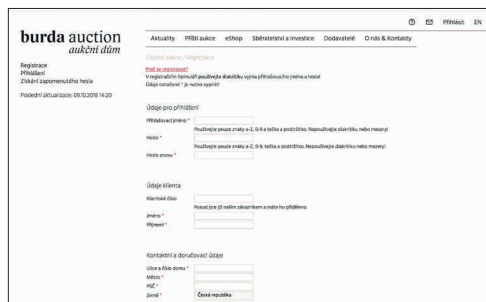 Přihlásit EN
burda auction
aukční dům
Aktuality Příští aukce eShop Sběratelství a investice Dodavatelé O nás & Kontakty
Registrace
Přihlášení
Získání zapomenutého hesla
Poslední aktualizace: 09.10.2018 14:20
Osobní sekce / Registrace
Proč se registrovat?
V registračním formuláři používejte diakritiku vyjma přihlašovacího jména a hesla!
Údaje označené * je nutno vyplnit!
Údaje pro přihlášení
Přihlašovací jméno *
Používejte pouze znaky a-Z, 0-9 a tečka a podtržítko. Nepoužívejte diakritiku nebo mezery!
Heslo *
Používejte pouze znaky a-Z, 0-9, tečka a podtržítko. Nepoužívejte diakritiku nebo mezery!
Heslo znovu *
Údaje klienta
Klientské číslo
Pokud jste již naším zákazníkem a máte ho přiděleno.
Jméno *
Příjmení *
Kontaktní a doručovací údaje
Ulice a číslo domu *
Město *
PSČ *
Země * Česká republika